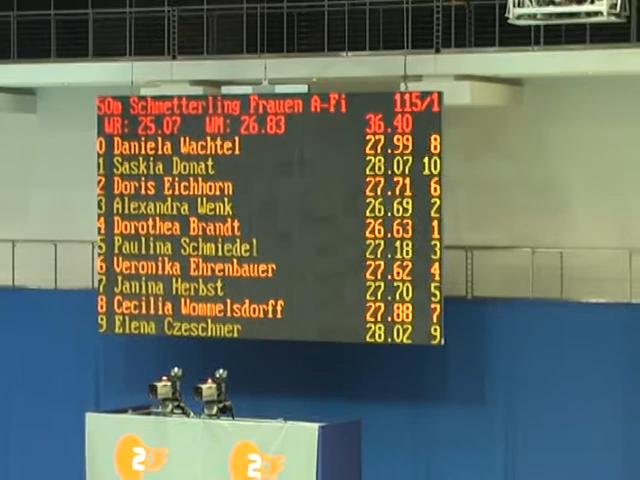 50m Schmetterling Frauen A-Fi 115/1
WR: 25.07 WM: 26.83 36.40
0 Daniela Wachtel 27.99 8
1 Saskia Donat 28.07 10
2 Doris Eichhorn 27.71 6
3 Alexandra Wenk 26.69 2
4 Dorothea Brandt 26.63 1
5 Paulina Schmiedel 27.18 3
6 Veronika Ehrenbauer 27.62 4
7 Janina Herbst 27.70 5
8 Cecilia Wommelsdorff 27.88 7
9 Elena Czeschner 28.02 9
2DF 2DF